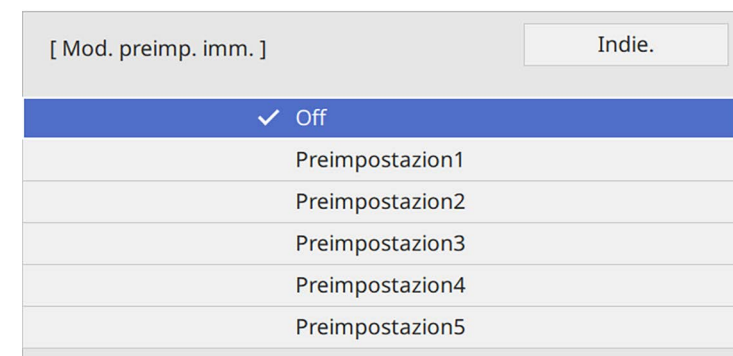 [ Mod. preimp. imm. ]
Indie.
Off
Preimpostazion1
Preimpostazion2
Preimpostazion3
Preimpostazion4
Preimpostazion5